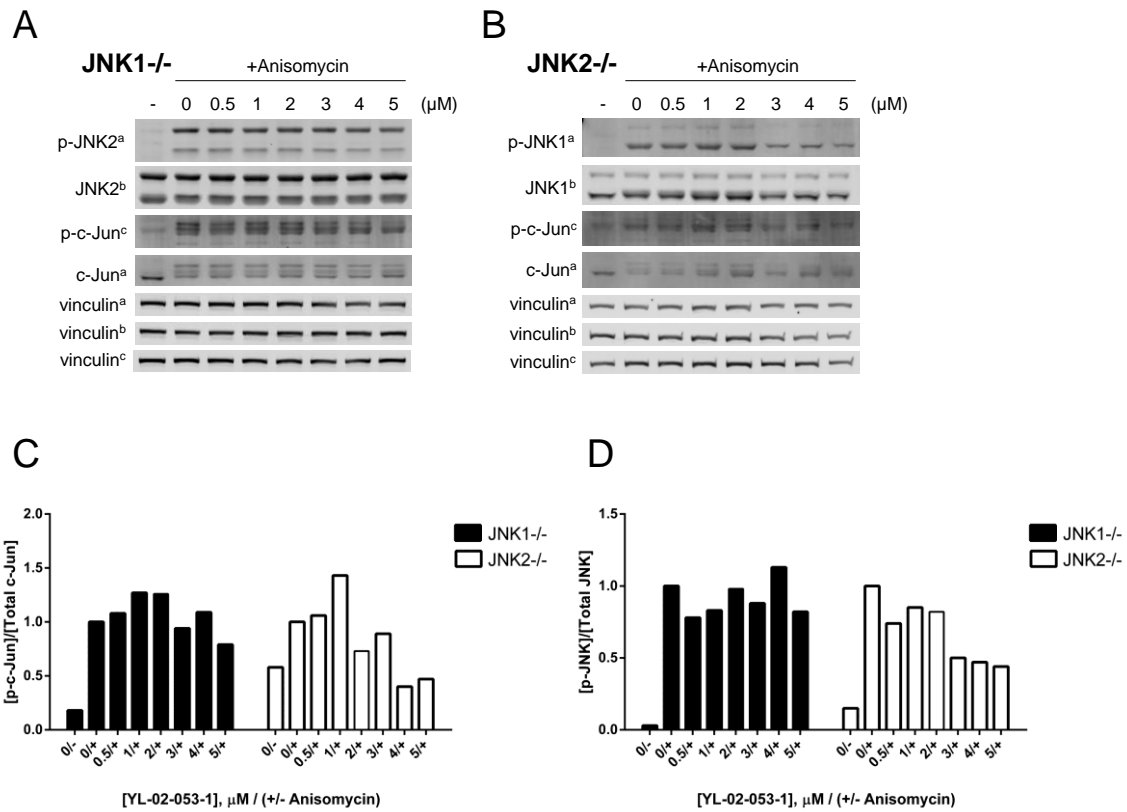 A
JNK1-/-
+Anisomycin
- 0 0.5 1 2 3 4 5 (μM)
p-JNK2ᵃ
JNK2ᵇ
p-c-Junᶜ
c-Junᵃ
vinculinᵃ
vinculinᵇ
vinculinᶜ
B
JNK2-/-
+Anisomycin
- 0 0.5 1 2 3 4 5 (μM)
p-JNK1ᵃ
JNK1ᵇ
p-c-Junᶜ
c-Junᵃ
vinculinᵃ
vinculinᵇ
vinculinᶜ
C
[p-c-Jun]/[Total c-Jun]
2.0
1.5
1.0
0.5
0.0
JNK1-/-
JNK2-/-
0/- 0/+ 0.5/+ 1/+ 2/+ 3/+ 4/+ 5/+ 0/- 0/+ 0.5/+ 1/+ 2/+ 3/+ 4/+ 5/+
[YL-02-053-1], μM / (+/- Anisomycin)
D
[p-JNK]/[Total JNK]
1.5
1.0
0.5
0.0
JNK1-/-
JNK2-/-
0/- 0/+ 0.5/+ 1/+ 2/+ 3/+ 4/+ 5/+ 0/- 0/+ 0.5/+ 1/+ 2/+ 3/+ 4/+ 5/+
[YL-02-053-1], μM / (+/- Anisomycin)